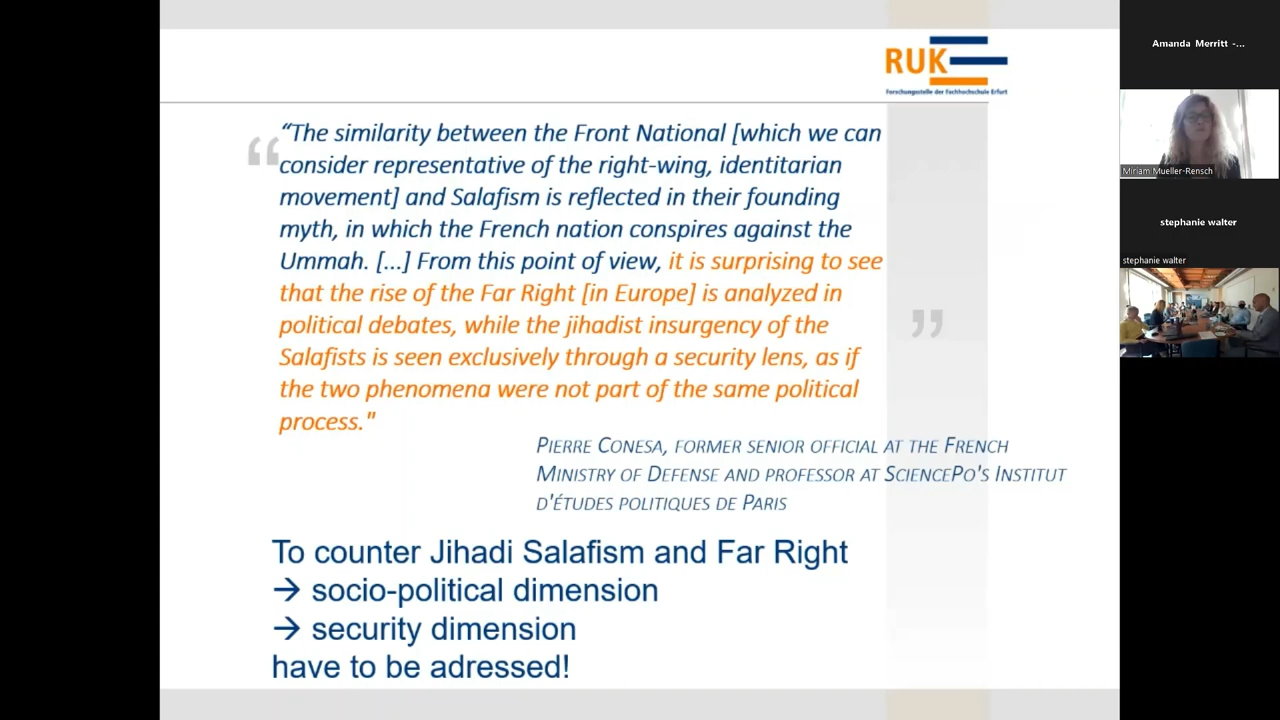 RUK
Forschungsstelle der Fachhochschule Erfurt
“The similarity between the Front National [which we can
consider representative of the right-wing, identitarian
movement] and Salafism is reflected in their founding
myth, in which the French nation conspires against the
Ummah. [...] From this point of view, it is surprising to see
that the rise of the Far Right [in Europe] is analyzed in
political debates, while the jihadist insurgency of the
Salafists is seen exclusively through a security lens, as if
the two phenomena were not part of the same political
process."
PIERRE CONESA, FORMER SENIOR OFFICIAL AT THE FRENCH
MINISTRY OF DEFENSE AND PROFESSOR AT SCIENCEPO'S INSTITUT
D'ÉTUDES POLITIQUES DE PARIS
To counter Jihadi Salafism and Far Right
→ socio-political dimension
→ security dimension
have to be adressed!
Amanda Merritt -...
Miriam Mueller-Rensch
stephanie walter
stephanie walter